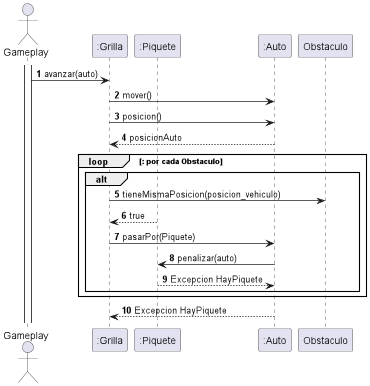 Gameplay
:Grilla :Piquete :Auto Obstaculo
1 avanzar(auto)
2 mover()
3 posicion()
4 posicionAuto
loop [: por cada Obstaculo]
alt
5 tieneMismaPosicion(posicion_vehiculo)
6 true
7 pasarPor(Piquete)
8 penalizar(auto)
9 Excepcion HayPiquete
10 Excepcion HayPiquete
Gameplay
:Grilla :Piquete :Auto Obstaculo